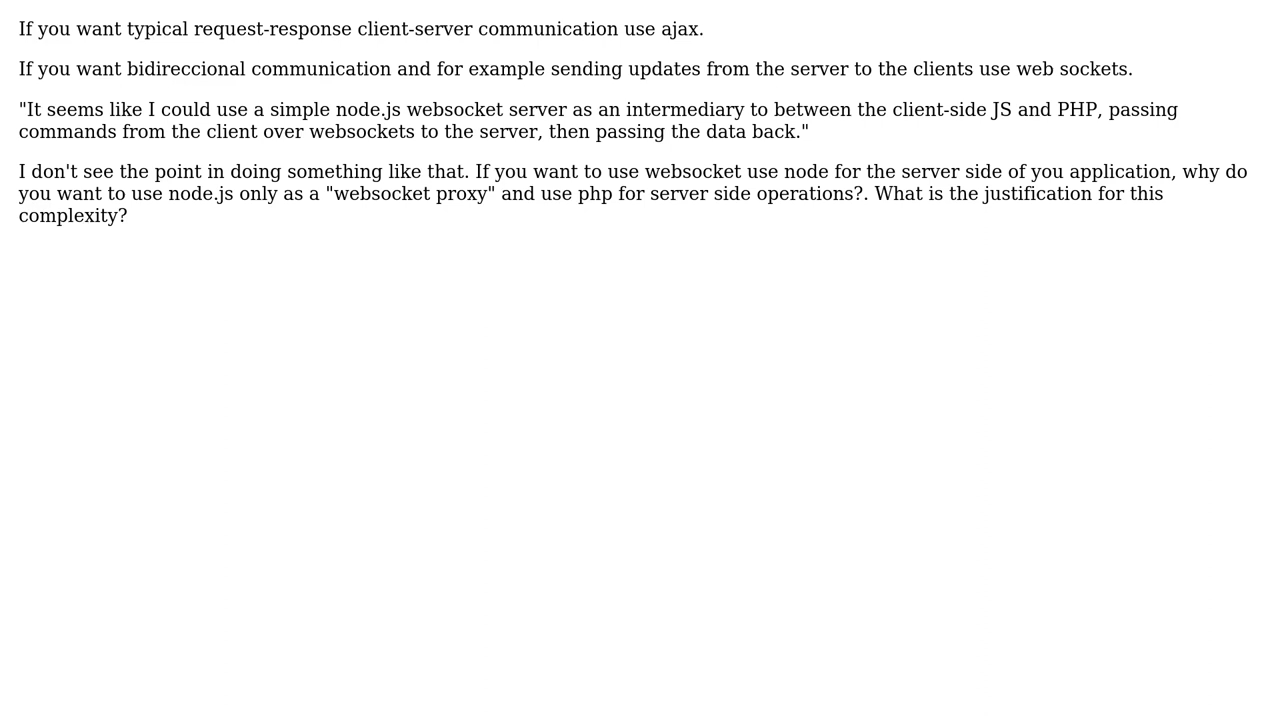 If you want typical request-response client-server communication use ajax.
If you want bidireccional communication and for example sending updates from the server to the clients use web sockets.
"It seems like I could use a simple node.js websocket server as an intermediary to between the client-side JS and PHP, passing
commands from the client over websockets to the server, then passing the data back."
I don't see the point in doing something like that. If you want to use websocket use node for the server side of you application, why do
you want to use node.js only as a "websocket proxy" and use php for server side operations?. What is the justification for this
complexity?